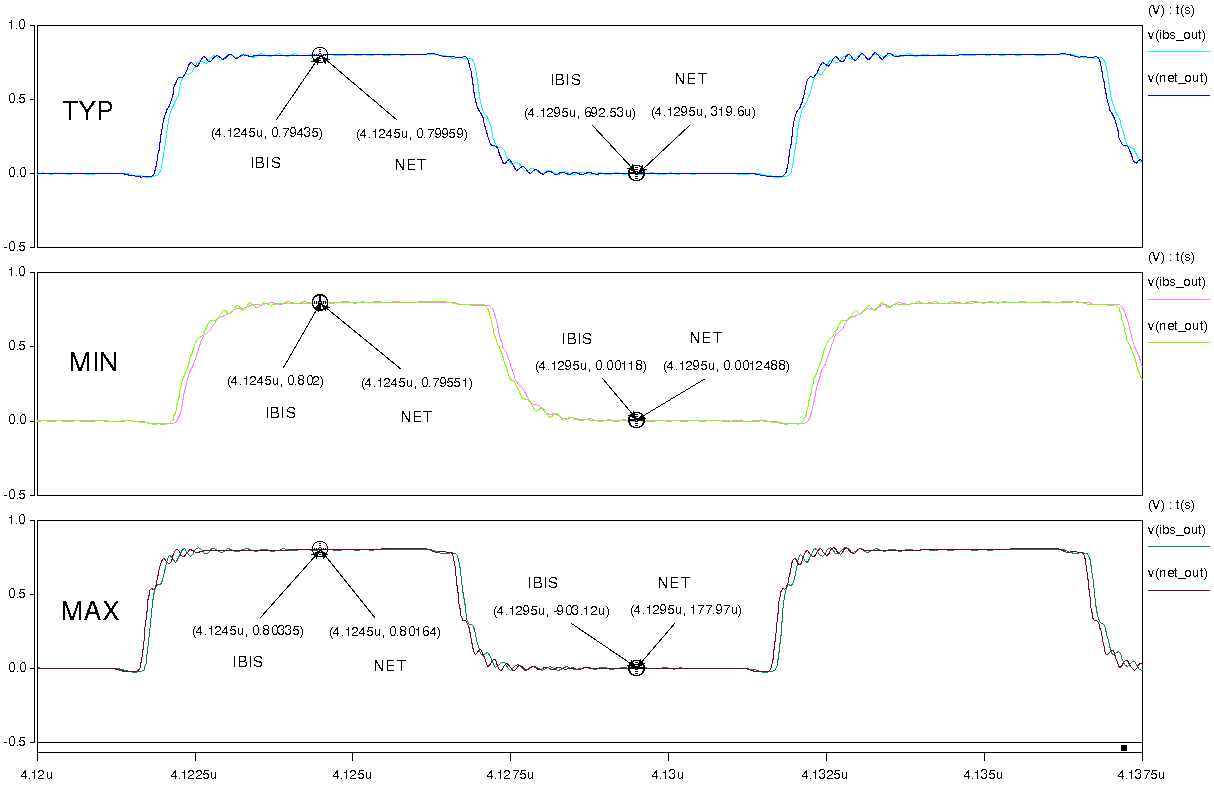 (V) : t(s)
1.0
v(ibs_out)
IBIS NET
v(net_out)
0.5
TYP
(4.1295u, 692.53u) (4.1295u, 319.6u)
(4.1245u, 0.79435) (4.1245u, 0.79959)
IBIS NET
0.0
-0.5
(V) : t(s)
1.0
v(ibs_out)
v(net_out)
IBIS NET
0.5
MIN
(4.1295u, 0.00118) (4.1295u, 0.0012488)
(4.1245u, 0.802) (4.1245u, 0.79551)
IBIS NET
0.0
-0.5
(V) : t(s)
1.0
v(ibs_out)
v(net_out)
IBIS NET
0.5
MAX
(4.1295u, -903.12u) (4.1295u, 177.97u)
(4.1245u, 0.80335) (4.1245u, 0.80164)
IBIS NET
0.0
-0.5
4.12u 4.1225u 4.125u 4.1275u 4.13u 4.1325u 4.135u 4.1375u